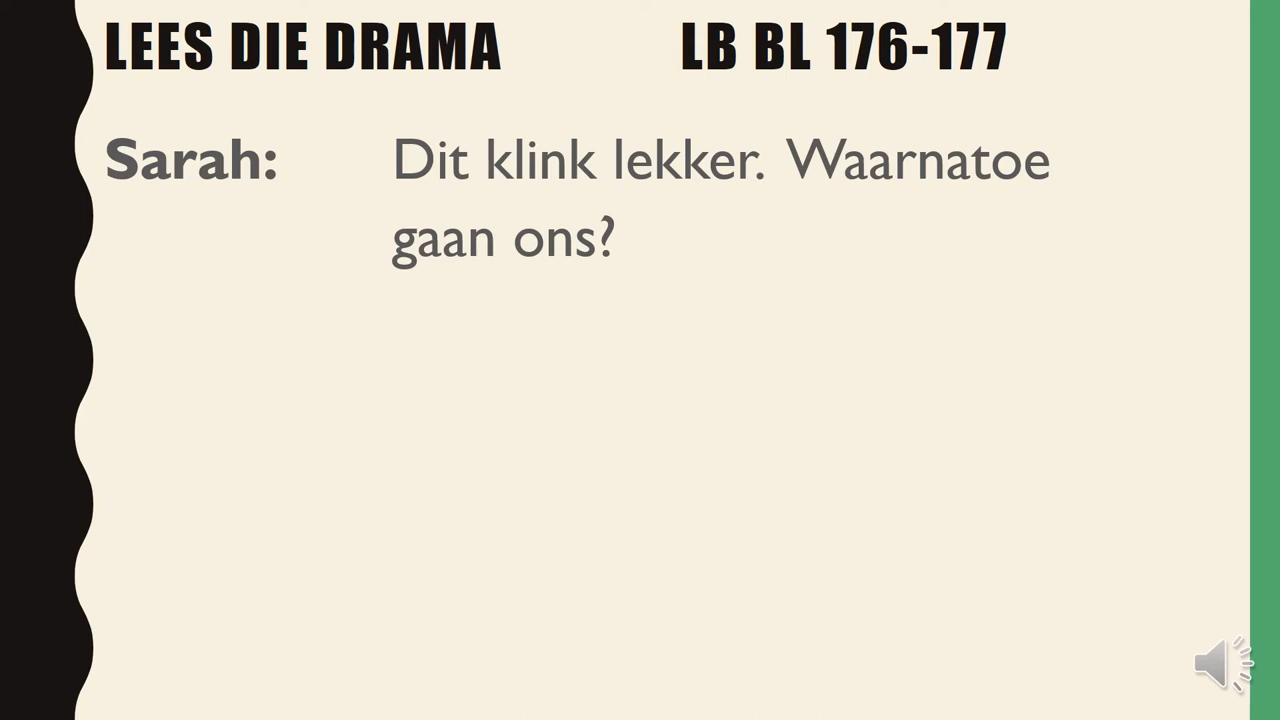 LEES DIE DRAMA LB BL 176-177
Sarah: Dit klink lekker. Waarnatoe
gaan ons?